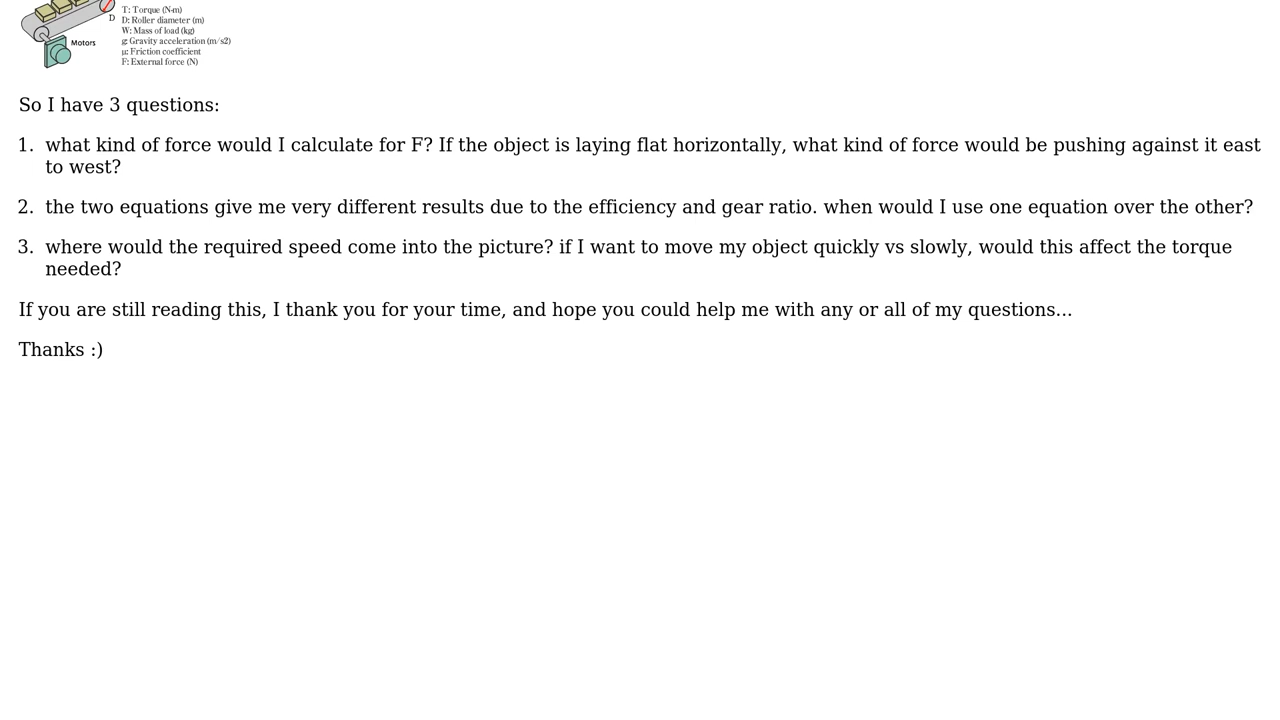 T: Torque (N·m)
D
D: Roller diameter (m)
W: Mass of load (kg)
Motors
g: Gravity acceleration (m/s2)
μ: Friction coefficient
F: External force (N)
So I have 3 questions:
1. what kind of force would I calculate for F? If the object is laying flat horizontally, what kind of force would be pushing against it east
to west?
2. the two equations give me very different results due to the efficiency and gear ratio. when would I use one equation over the other?
3. where would the required speed come into the picture? if I want to move my object quickly vs slowly, would this affect the torque
needed?
If you are still reading this, I thank you for your time, and hope you could help me with any or all of my questions...
Thanks :)